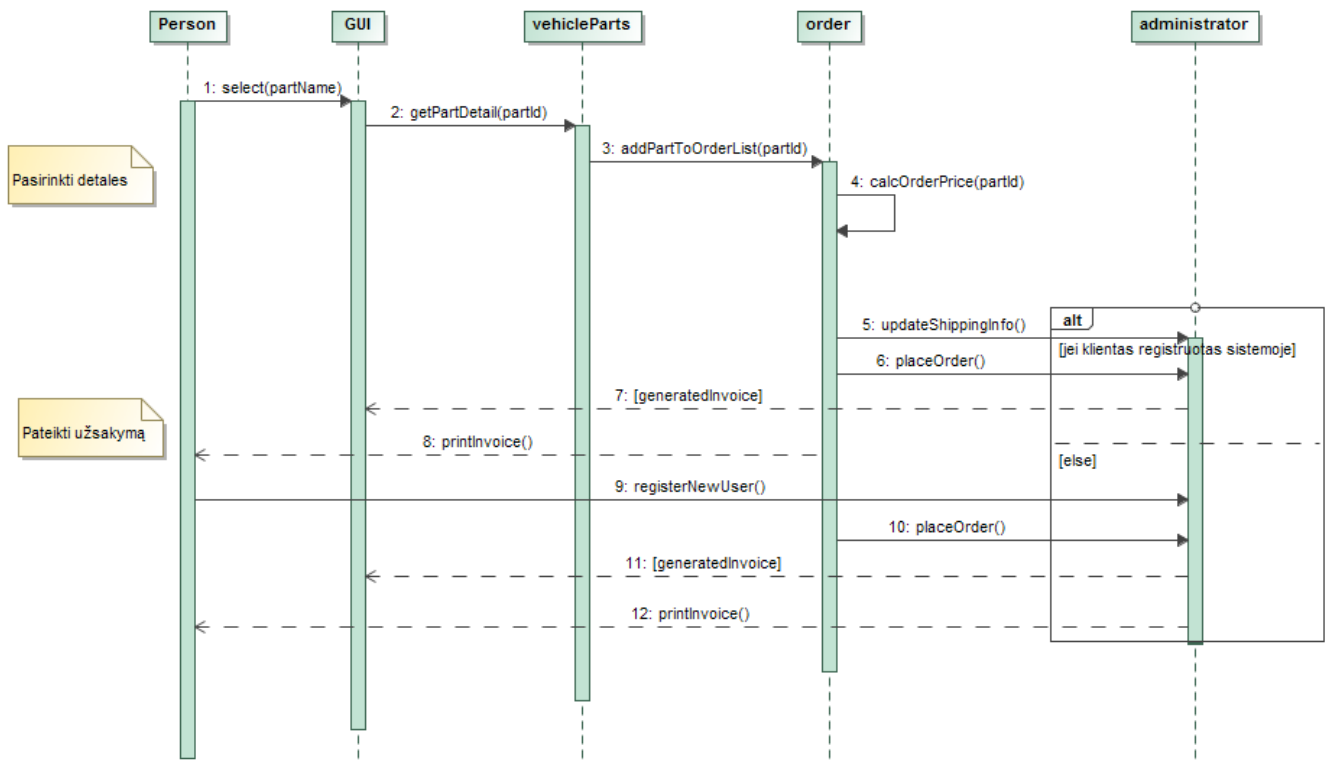 Person
GUI
vehicleParts
order
administrator
1: select(partName)
2: getPartDetail(partId)
3: addPartToOrderList(partId)
Pasirinkti detales
4: calcOrderPrice(partId)
alt
5: updateShippingInfo()
[jei klientas registruotas sistemoje]
6: placeOrder()
7: [generatedInvoice]
Pateikti užsakymą
8: printInvoice()
[else]
9: registerNewUser()
10: placeOrder()
11: [generatedInvoice]
12: printInvoice()